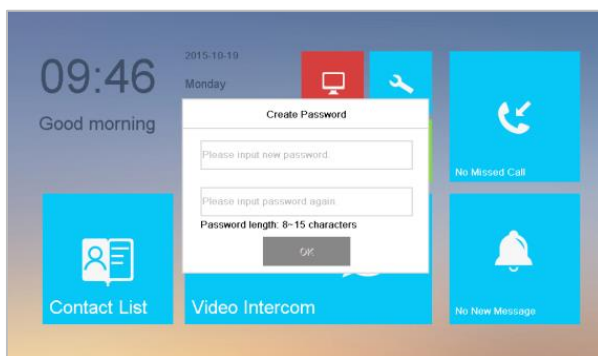 09:46
Good morning
2015-10-19
Monday
Create Password
Please input new password.
Please input password again.
Password length: 8~15 characters
OK
No Missed Call
Contact List
Video Intercom
No New Message